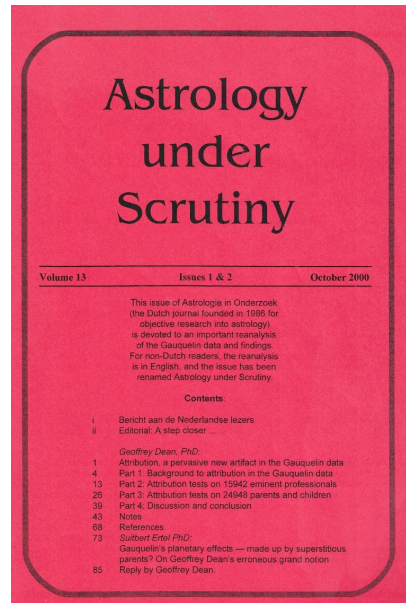 Astrology
under
Scrutiny
Volume 13 Issues 1 & 2 October 2000
This issue of Astrologie in Onderzoek
(the Dutch journal founded in 1986 for
objective research into astrology)
is devoted to an important reanalysis
of the Gauquelin data and findings.
For non-Dutch readers, the reanalysis
is in English, and the issue has been
renamed Astrology under Scrutiny.
Contents:
i Bericht aan de Nederlandse lezers
ii Editorial: A step closer ...
Geoffrey Dean, PhD:
1 Attribution, a pervasive new artifact in the Gauquelin data
4 Part 1: Background to attribution in the Gauquelin data
13 Part 2: Attribution tests on 15942 eminent professionals
26 Part 3: Attribution tests on 24948 parents and children
39 Part 4: Discussion and conclusion
43 Notes
68 References
73 Suitbert Ertel PhD:
Gauquelin's planetary effects — made up by superstitious
parents? On Geoffrey Dean's erroneous grand notion
85 Reply by Geoffrey Dean.